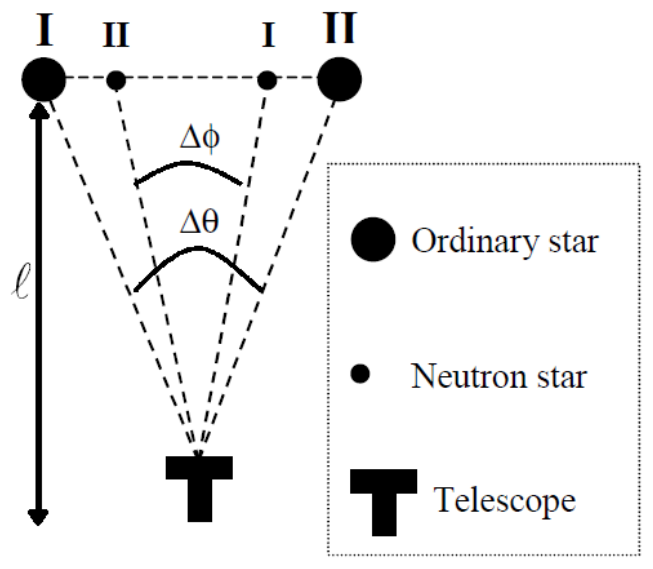 I II I II
Δϕ
Δθ
ℓ
Ordinary star
Neutron star
Telescope